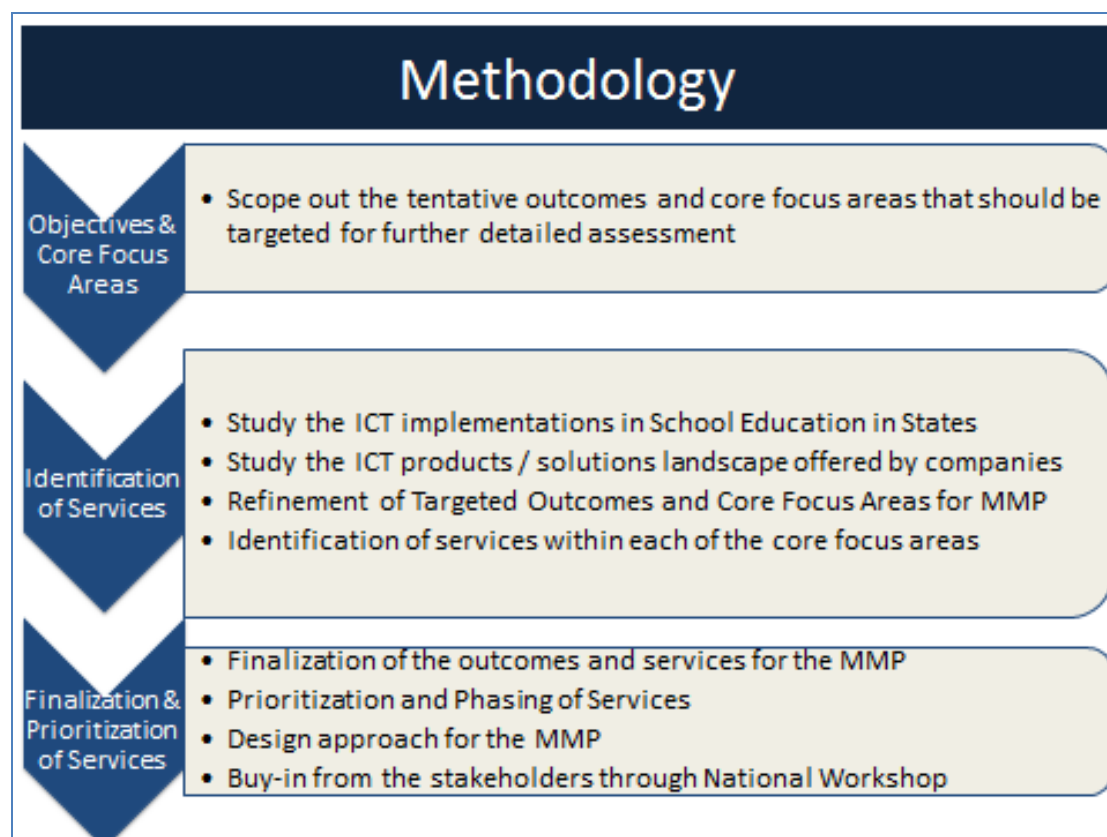 Methodology
Objectives &
Core Focus
Areas
• Scope out the tentative outcomes and core focus areas that should be
targeted for further detailed assessment
Identification
of Services
• Study the ICT implementations in School Education in States
• Study the ICT products / solutions landscape offered by companies
• Refinement of Targeted Outcomes and Core Focus Areas for MMP
• Identification of services within each of the core focus areas
Finalization &
Prioritization
of Services
• Finalization of the outcomes and services for the MMP
• Prioritization and Phasing of Services
• Design approach for the MMP
• Buy-in from the stakeholders through National Workshop